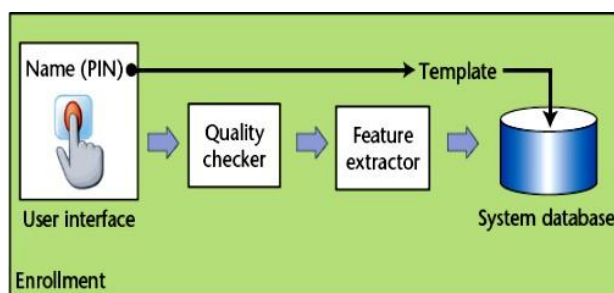 Name (PIN)
Template
Quality
checker
Feature
extractor
User interface
System database
Enrollment